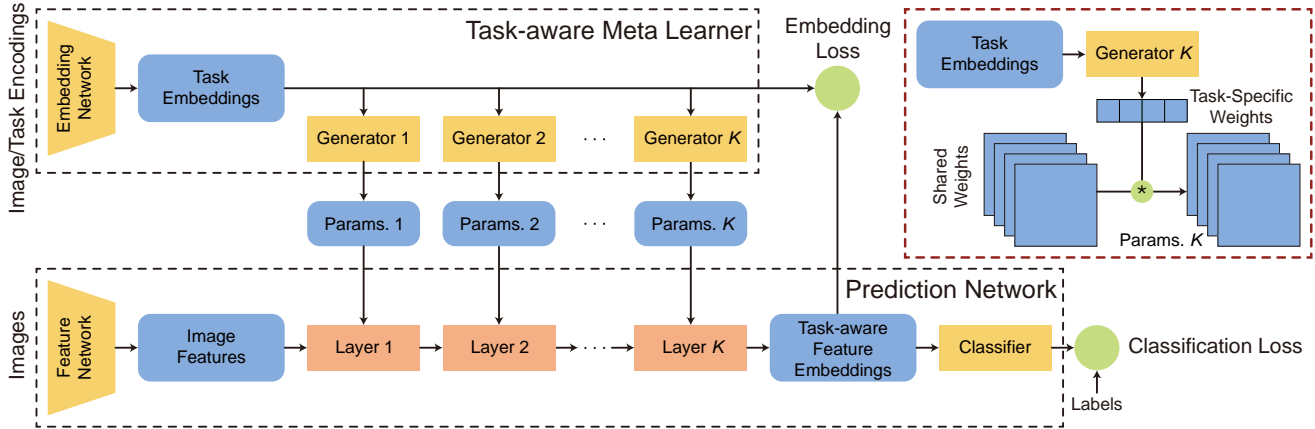 Image/Task Encodings
Task-aware Meta Learner
Embedding
Network
Task
Embeddings
Generator 1
Generator 2
. . .
Generator K
Embedding
Loss
Params. 1
Params. 2
. . .
Params. K
Images
Prediction Network
Feature
Network
Image
Features
Layer 1
Layer 2
. . .
Layer K
Task-aware
Feature
Embeddings
Classifier
Classification Loss
Labels
Task
Embeddings
Generator K
Task-Specific
Weights
Shared
Weights
*
Params. K